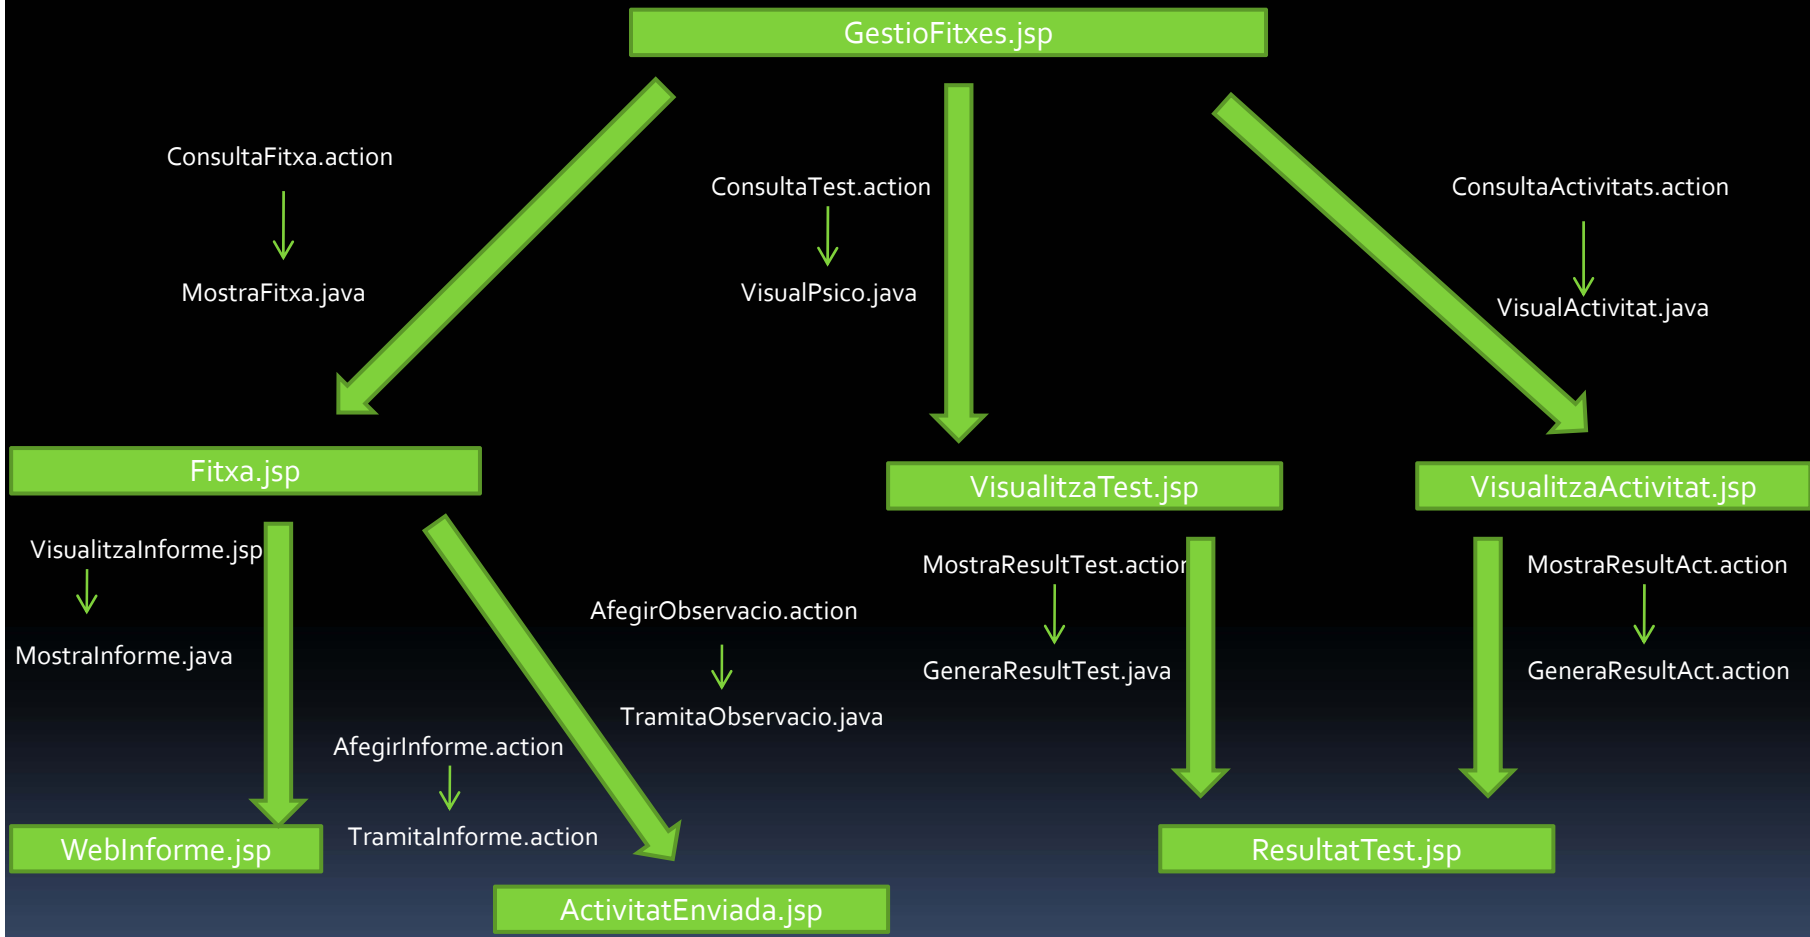 GestioFitxes.jsp
ConsultaFitxa.action
ConsultaTest.action
ConsultaActivitats.action
MostraFitxa.java
VisualPsico.java
VisualActivitat.java
Fitxa.jsp
VisualitzaTest.jsp
VisualitzaActivitat.jsp
VisualitzaInforme.jsp
MostraResultTest.action
MostraResultAct.action
AfegirObservacio.action
MostraInforme.java
GeneraResultTest.java
GeneraResultAct.action
TramitaObservacio.java
AfegirInforme.action
TramitaInforme.action
WebInforme.jsp
ResultatTest.jsp
ActivitatEnviada.jsp